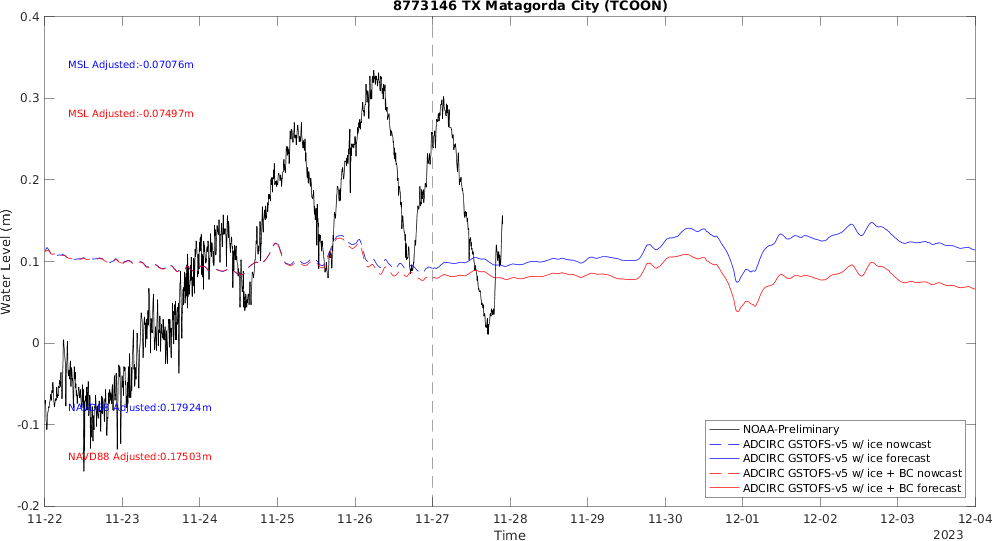 8773146 TX Matagorda City (TCOON)
0.4
0.3
0.2
0.1
0
-0.1
-0.2
Water Level (m)
MSL Adjusted:-0.07076m
MSL Adjusted:-0.07497m
NAVD88 Adjusted:0.17924m
NAVD88 Adjusted:0.17503m
NOAA-Preliminary
ADCIRC GSTOFS-v5 w/ ice nowcast
ADCIRC GSTOFS-v5 w/ ice forecast
ADCIRC GSTOFS-v5 w/ ice + BC nowcast
ADCIRC GSTOFS-v5 w/ ice + BC forecast
11-22 11-23 11-24 11-25 11-26 11-27 11-28 11-29 11-30 12-01 12-02 12-03 12-04
Time
2023